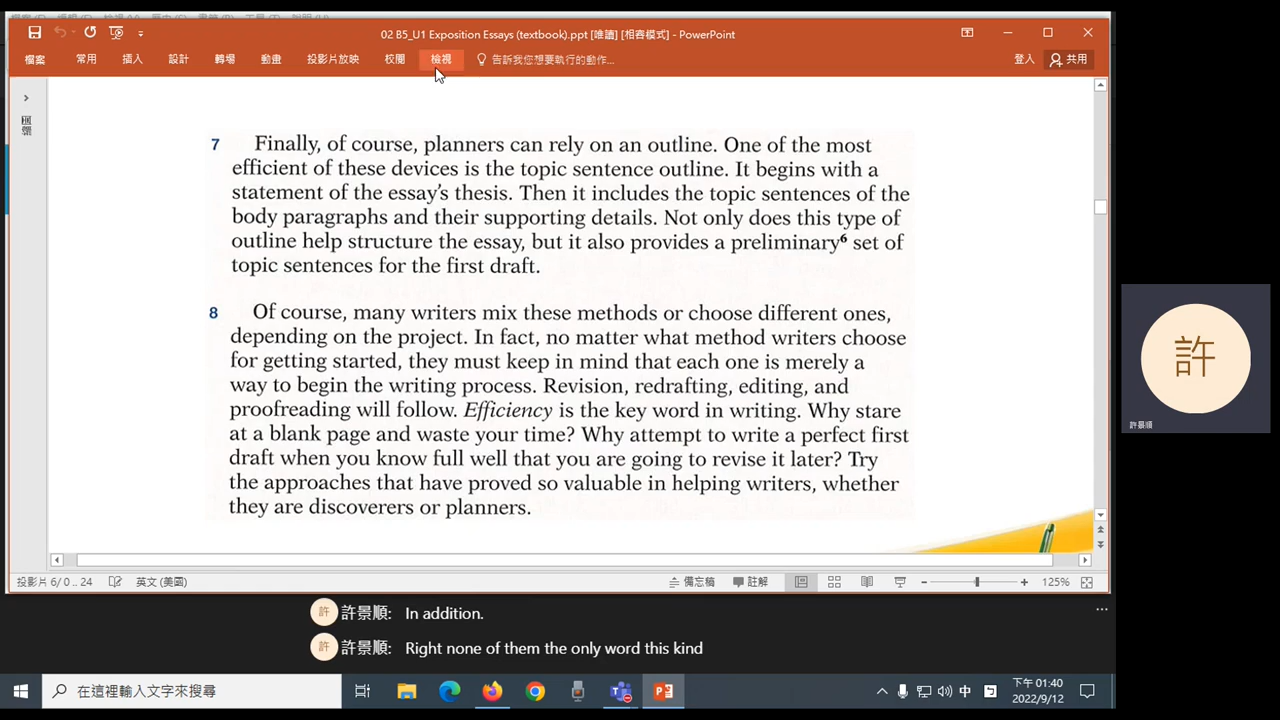 02 B5_U1 Exposition Essays (textbook).ppt [唯讀] [相容模式] - PowerPoint
檔案 常用 插入 設計 轉場 動畫 投影片放映 校閱 檢視 告訴我您想要執行的動作... 登入 共用
7 Finally, of course, planners can rely on an outline. One of the most
efficient of these devices is the topic sentence outline. It begins with a
statement of the essay's thesis. Then it includes the topic sentences of the
body paragraphs and their supporting details. Not only does this type of
outline help structure the essay, but it also provides a preliminary⁶ set of
topic sentences for the first draft.
8 Of course, many writers mix these methods or choose different ones,
depending on the project. In fact, no matter what method writers choose
for getting started, they must keep in mind that each one is merely a
way to begin the writing process. Revision, redrafting, editing, and
proofreading will follow. Efficiency is the key word in writing. Why stare
at a blank page and waste your time? Why attempt to write a perfect first
draft when you know full well that you are going to revise it later? Try
the approaches that have proved so valuable in helping writers, whether
they are discoverers or planners.
許
許景順
投影片 6/ 0 .. 24 英文 (美國) 備忘稿 註解 125%
許 許景順: In addition.
許 許景順: Right none of them the only word this kind
在這裡輸入文字來搜尋
中
下午 01:40
2022/9/12